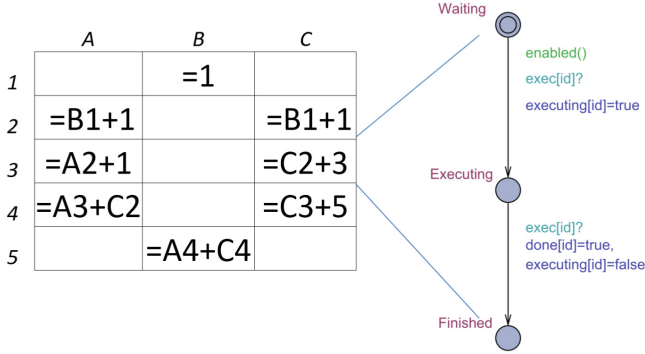 A B C
1 =1
2 =B1+1 =B1+1
3 =A2+1 =C2+3
4 =A3+C2 =C3+5
5 =A4+C4
Waiting
enabled()
exec[id]?
executing[id]=true
Executing
exec[id]?
done[id]=true,
executing[id]=false
Finished